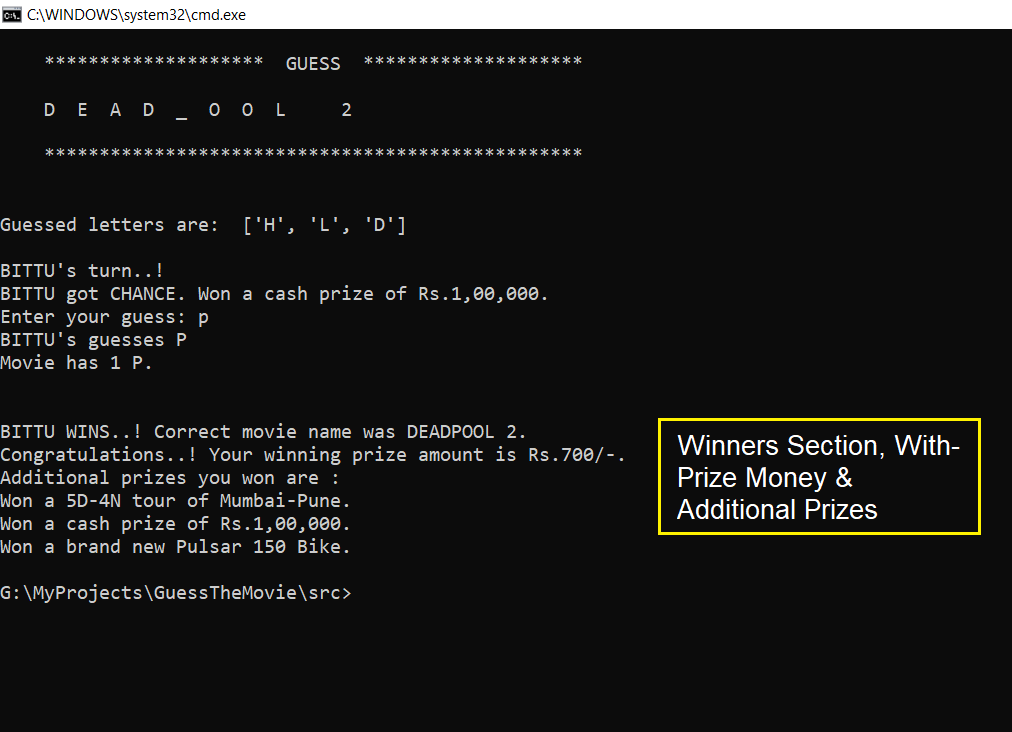 C:\WINDOWS\system32\cmd.exe
******************** GUESS ********************
D E A D _ O O L 2
*************************************************
Guessed letters are:  ['H', 'L', 'D']
BITTU's turn..!
BITTU got CHANCE. Won a cash prize of Rs.1,00,000.
Enter your guess: p
BITTU's guesses P
Movie has 1 P.
BITTU WINS..! Correct movie name was DEADPOOL 2.
Congratulations..! Your winning prize amount is Rs.700/-.
Additional prizes you won are :
Won a 5D-4N tour of Mumbai-Pune.
Won a cash prize of Rs.1,00,000.
Won a brand new Pulsar 150 Bike.
Winners Section, With-
Prize Money &
Additional Prizes
G:\MyProjects\GuessTheMovie\src>